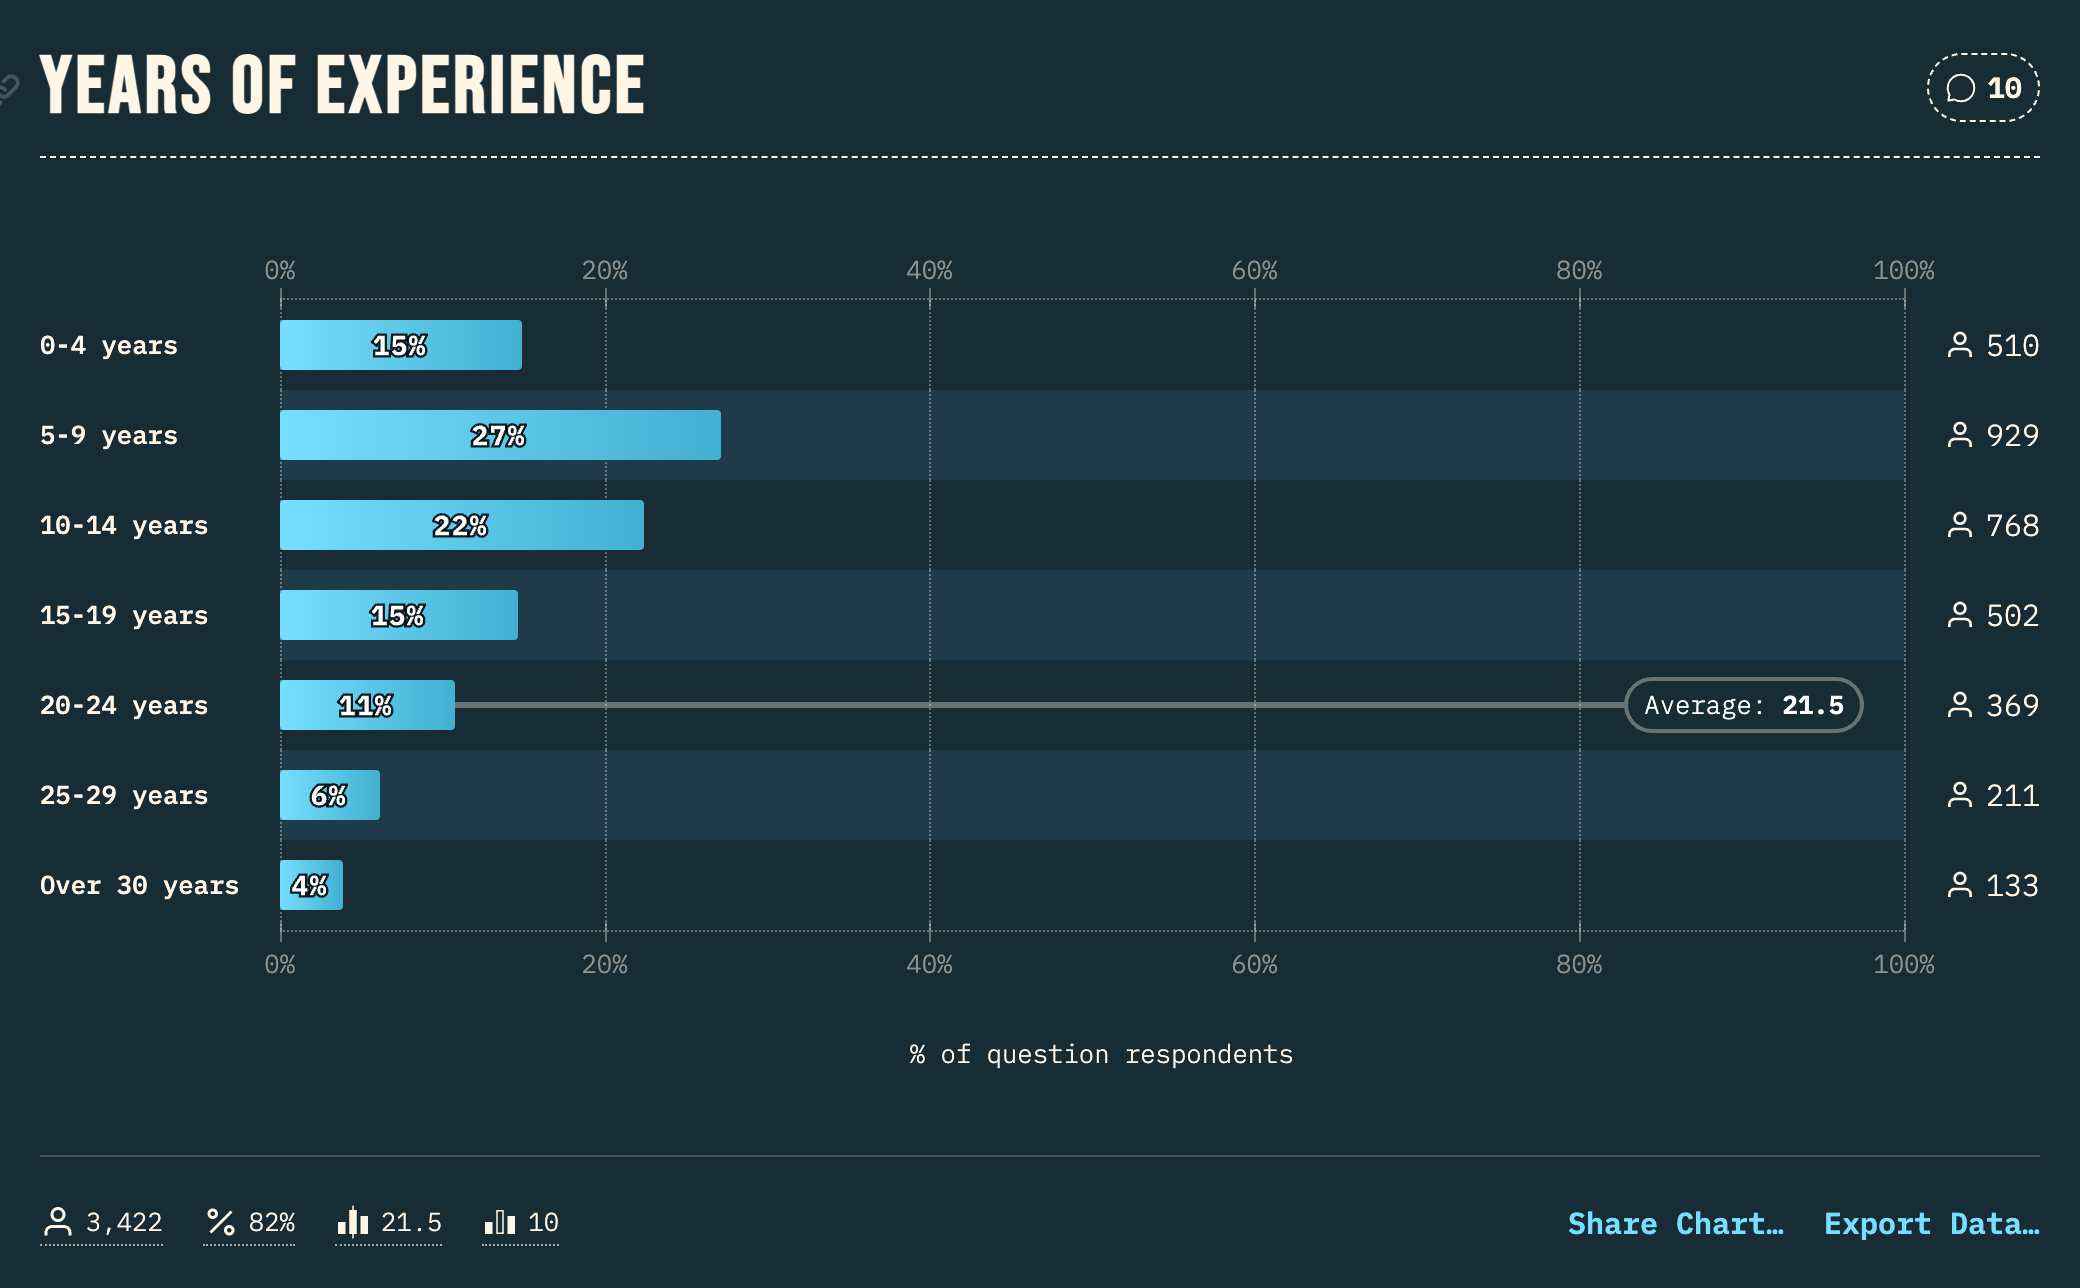 YEARS OF EXPERIENCE
10
0% 20% 40% 60% 80% 100%
0-4 years 15% 510
5-9 years 27% 929
10-14 years 22% 768
15-19 years 15% 502
20-24 years 11% Average: 21.5 369
25-29 years 6% 211
Over 30 years 4% 133
0% 20% 40% 60% 80% 100%
% of question respondents
3,422 82% 21.5 10 Share Chart… Export Data…